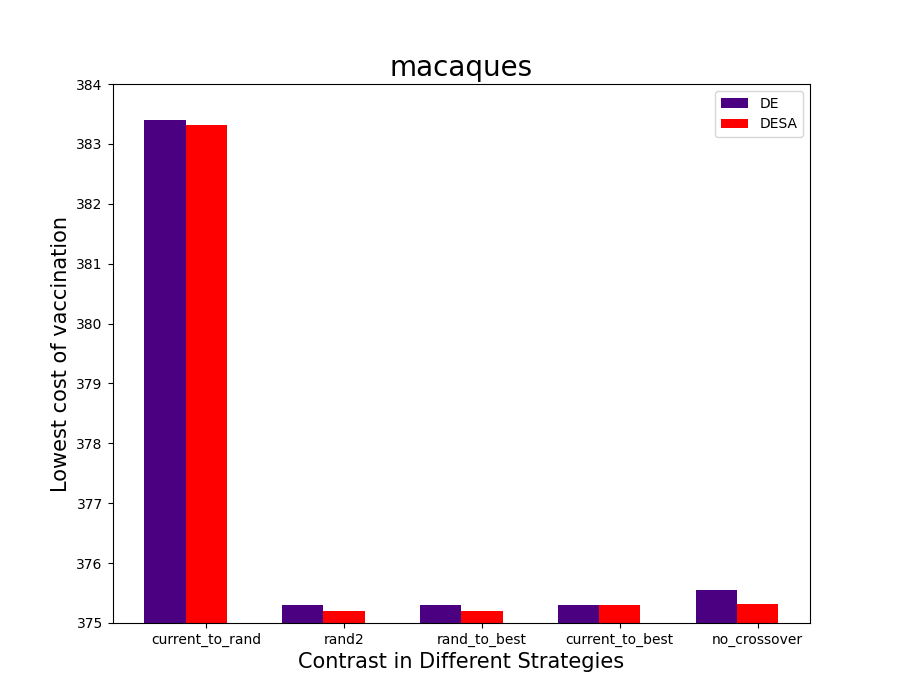 macaques
DE
DESA
384
383
382
381
380
379
378
377
376
375
Lowest cost of vaccination
current_to_rand
rand2
rand_to_best
current_to_best
no_crossover
Contrast in Different Strategies